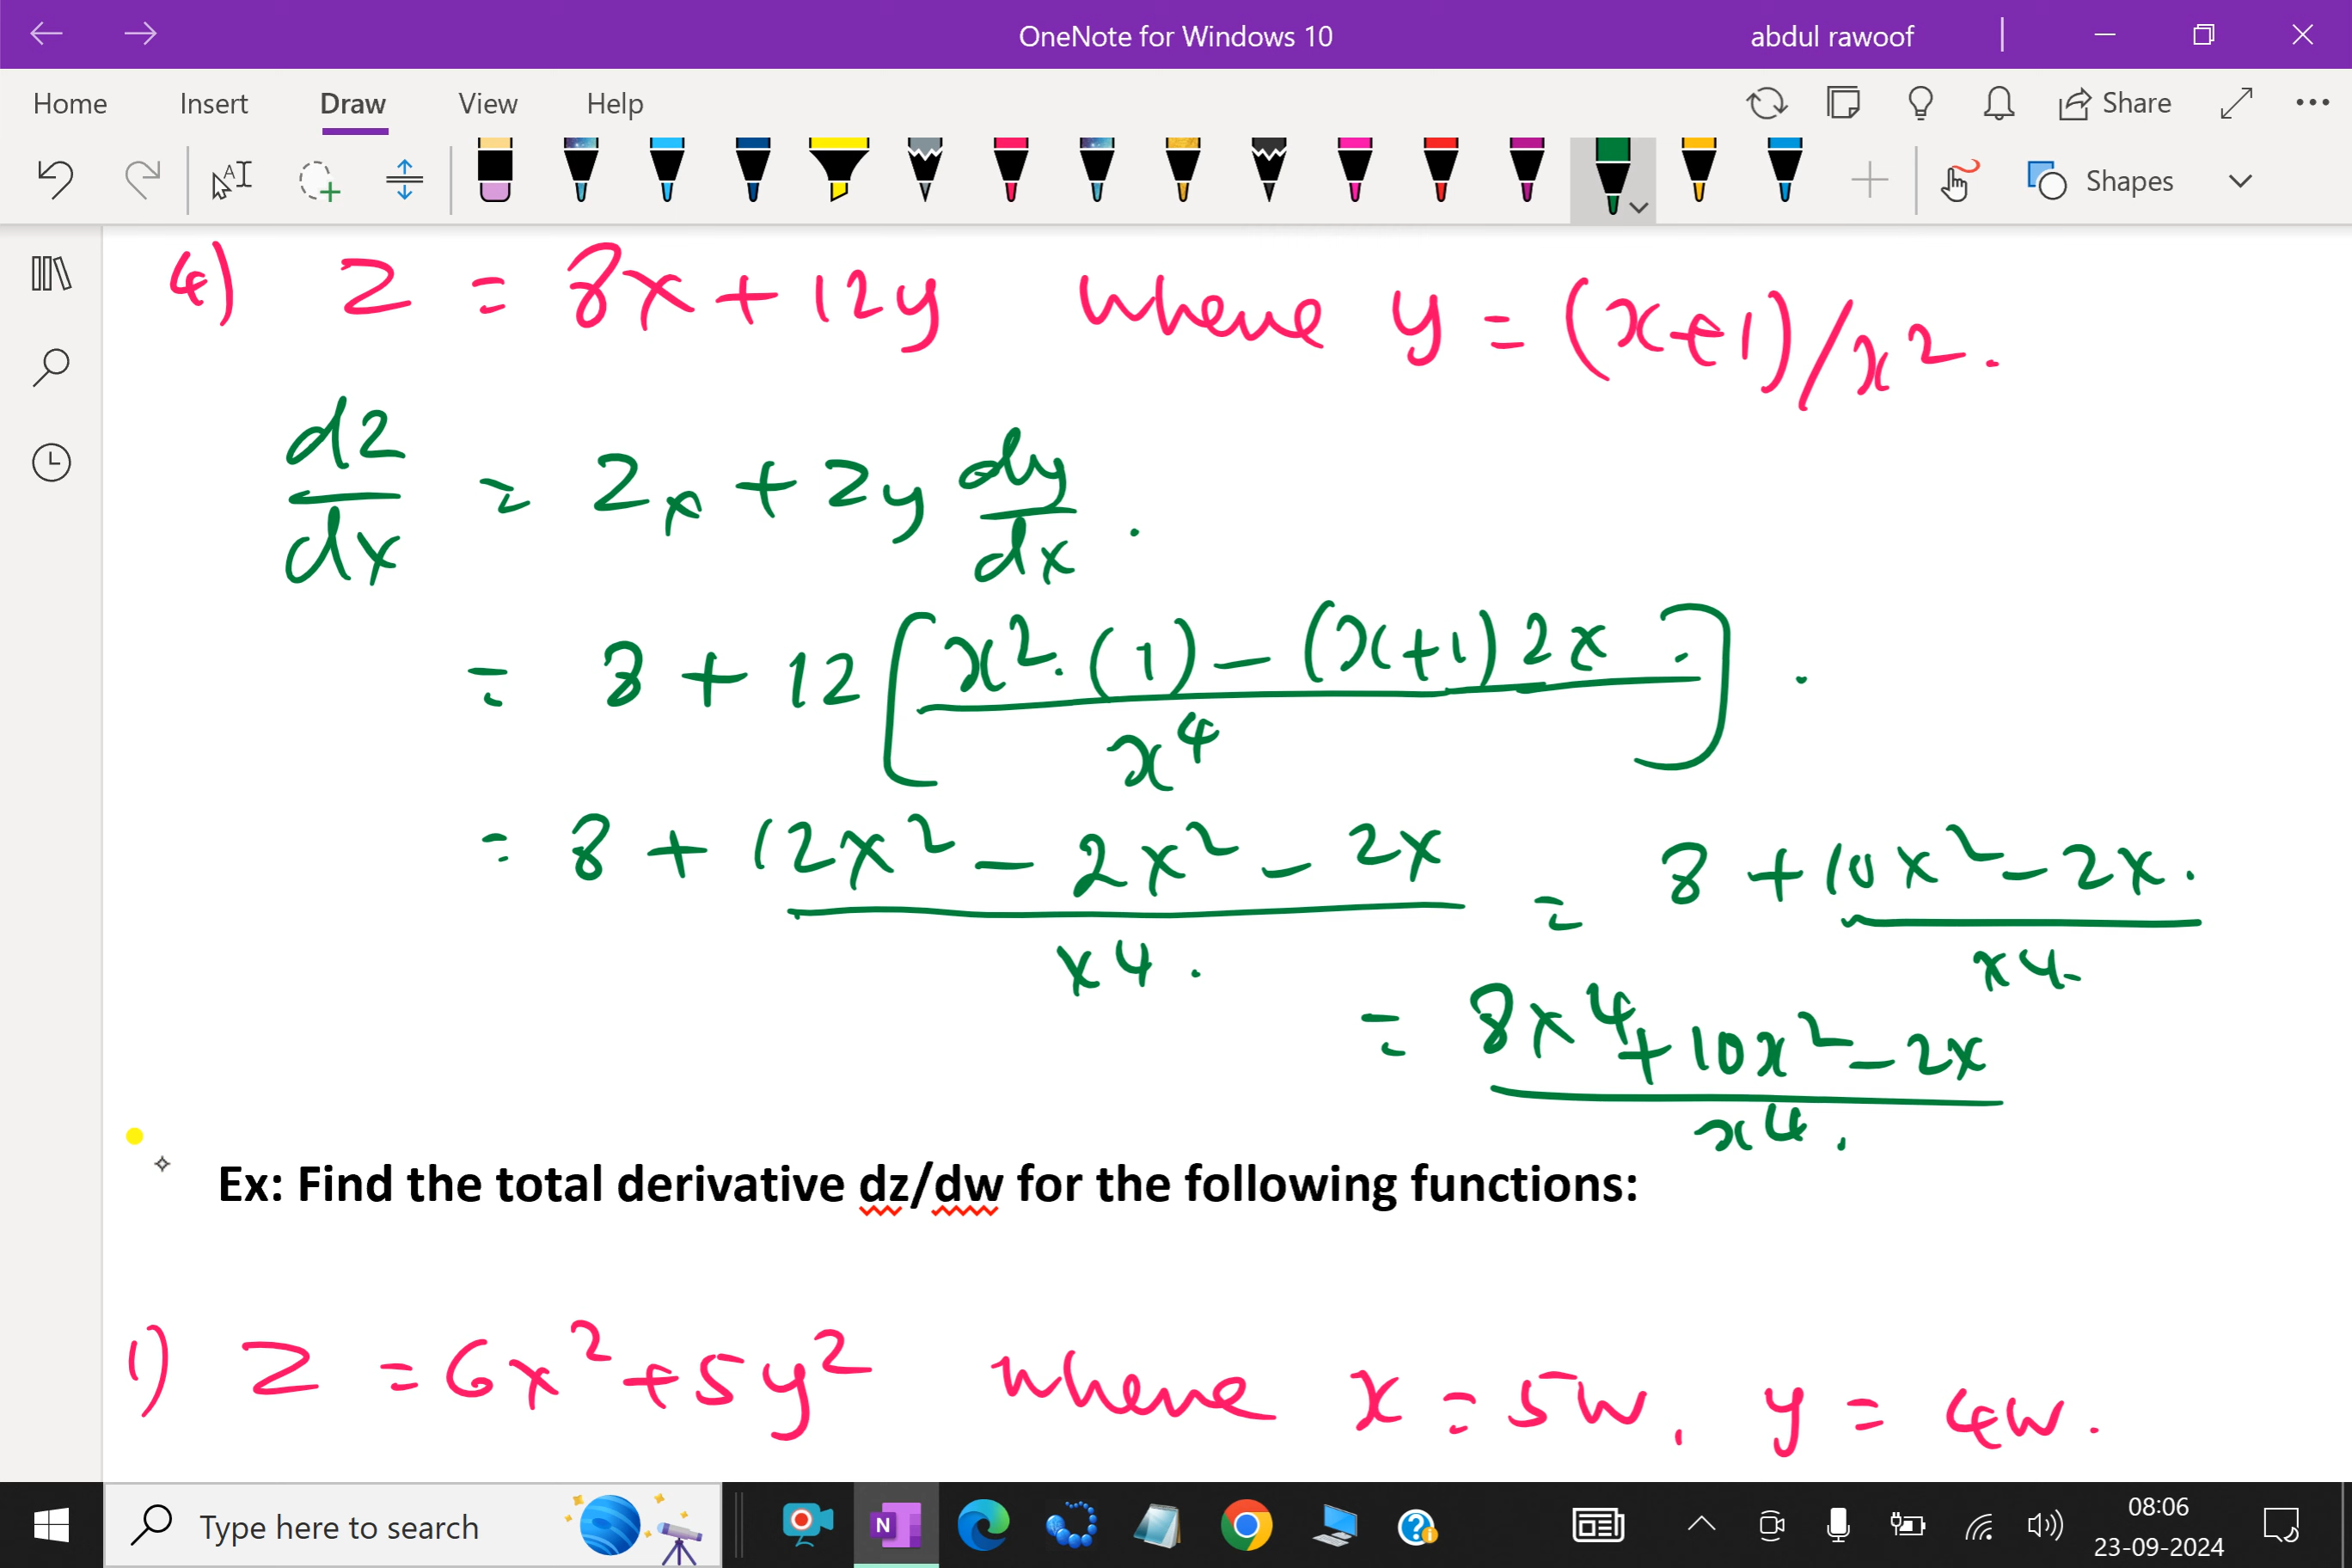 OneNote for Windows 10
abdul rawoof
Home Insert Draw View Help Share
Shapes
4) Z = 8x + 12y where y = (x+1)/x².
dz/dx = Zx + Zy dy/dx .
= 8 + 12 [ x².(1) − (x+1) 2x / x⁴ ] .
= 8 + 12x² − 2x² − 2x / x4 . = 8 + 10x² − 2x. / x4.
= 8x⁴ + 10x² − 2x / x4 .
Ex: Find the total derivative dz/dw for the following functions:
1) Z = 6x² + 5y² where x = 5w, y = 4w.
Type here to search
08:06
23-09-2024